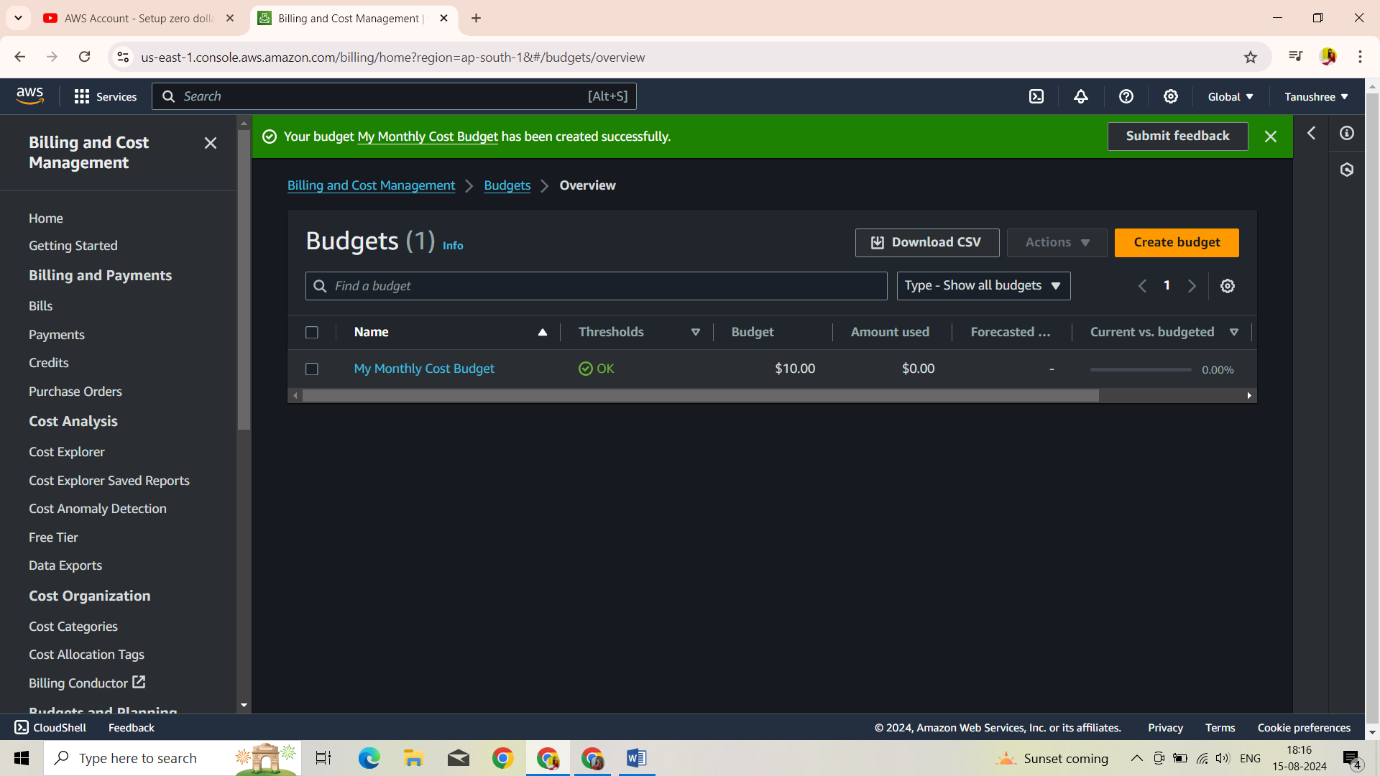 AWS Account - Setup zero dolla
Billing and Cost Management |
us-east-1.console.aws.amazon.com/billing/home?region=ap-south-1&#/budgets/overview
aws
Services
Search
[Alt+S]
Global
Tanushree
Billing and Cost
Management
Home
Getting Started
Billing and Payments
Bills
Payments
Credits
Purchase Orders
Cost Analysis
Cost Explorer
Cost Explorer Saved Reports
Cost Anomaly Detection
Free Tier
Data Exports
Cost Organization
Cost Categories
Cost Allocation Tags
Billing Conductor
Budgets and Planning
Your budget My Monthly Cost Budget has been created successfully.
Submit feedback
Billing and Cost Management
Budgets
Overview
Budgets (1) Info
Download CSV
Actions
Create budget
Find a budget
Type - Show all budgets
1
Name
Thresholds
Budget
Amount used
Forecasted ...
Current vs. budgeted
My Monthly Cost Budget
OK
$10.00
$0.00
-
0.00%
CloudShell
Feedback
© 2024, Amazon Web Services, Inc. or its affiliates.
Privacy
Terms
Cookie preferences
Type here to search
Sunset coming
ENG
18:16
15-08-2024
4